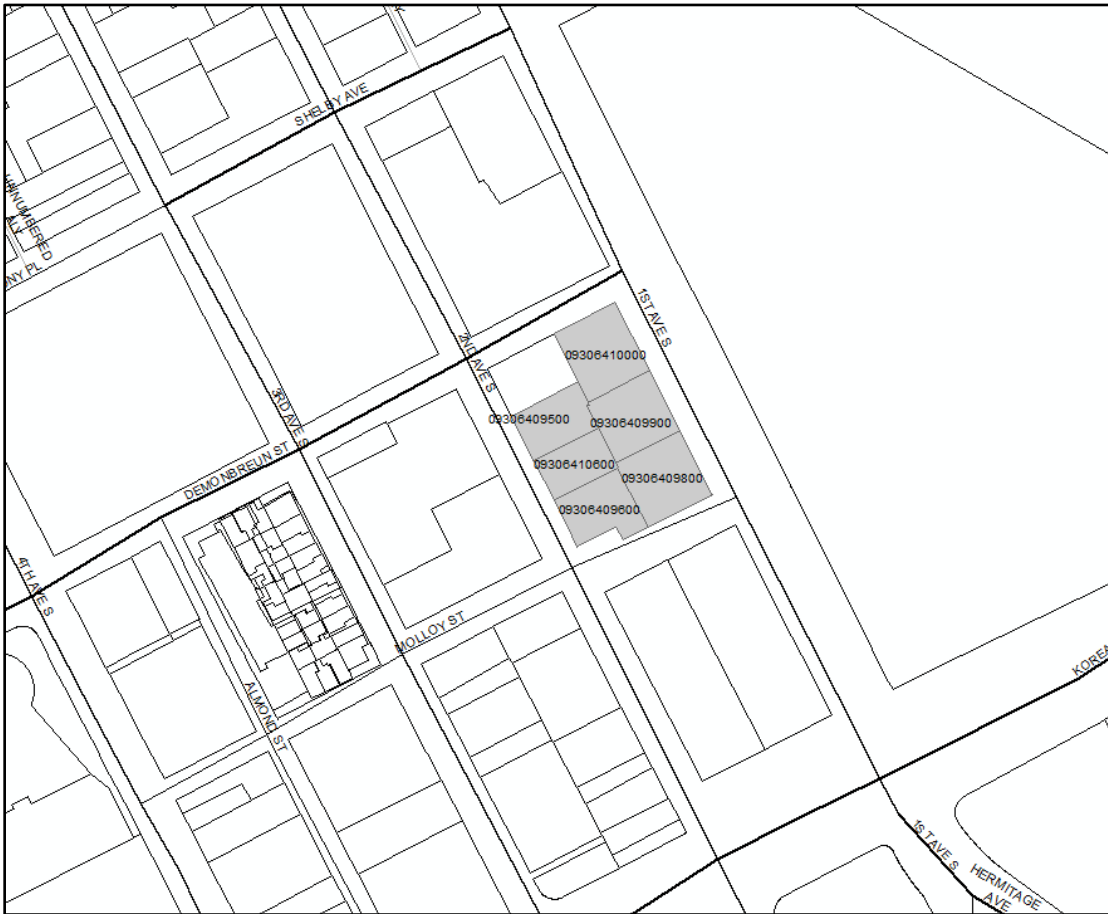 SHELBY AVE
UNNUMBERED
ALY
NY PL
1ST AVE S
2ND AVE S
09306410000
09306409500
09306409900
3RD AVE S
09306410600
09306409800
DEMONBREUN ST
09306409600
4TH AVE S
MOLLOY ST
KOREA
ALMOND ST
1ST AVE S
HERMITAGE
AVE